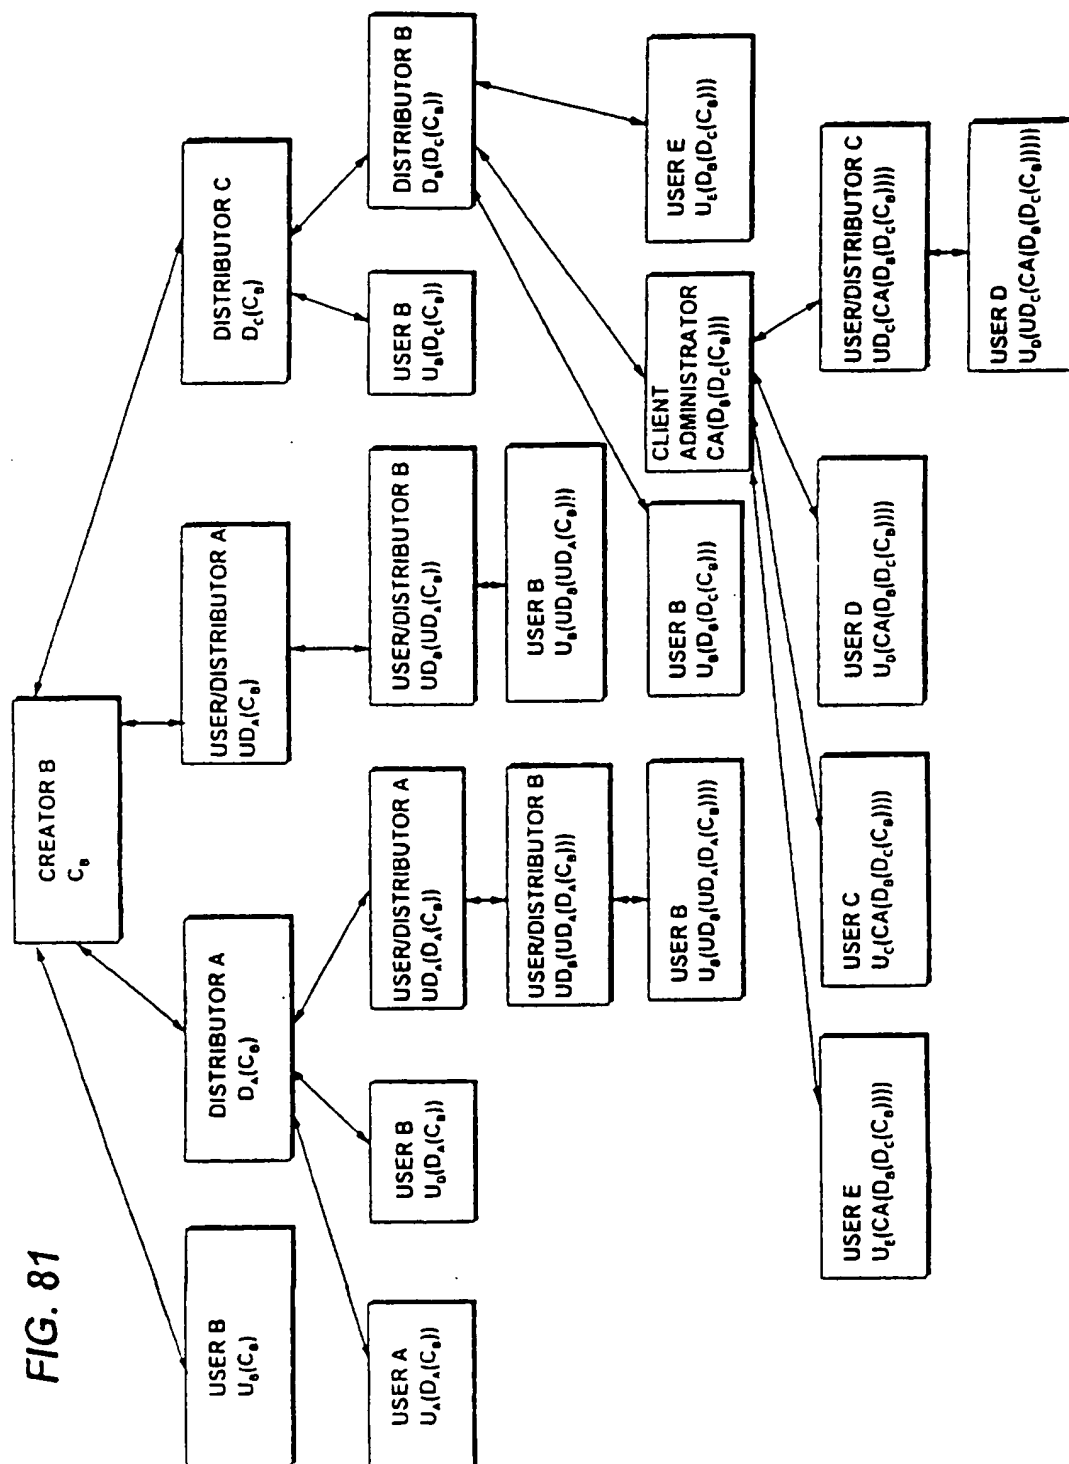 FIG. 81
CREATOR B
C_B
USER B
U_B(C_B)
DISTRIBUTOR A
D_A(C_B)
USER/DISTRIBUTOR A
UD_A(C_B)
DISTRIBUTOR C
D_C(C_B)
USER A
U_A(D_A(C_B))
USER B
U_B(D_A(C_B))
USER/DISTRIBUTOR A
UD_A(D_A(C_B))
USER/DISTRIBUTOR B
UD_B(UD_A(C_B))
USER B
U_B(D_C(C_B))
DISTRIBUTOR B
D_B(D_C(C_B))
USER/DISTRIBUTOR B
UD_B(UD_A(D_A(C_B)))
USER B
U_B(UD_B(UD_A(C_B)))
USER B
U_B(UD_B(UD_A(D_A(C_B))))
USER B
U_B(D_B(D_C(C_B)))
CLIENT
ADMINISTRATOR
CA(D_B(D_C(C_B)))
USER E
U_E(D_B(D_C(C_B)))
USER E
U_E(CA(D_B(D_C(C_B))))
USER C
U_C(CA(D_B(D_C(C_B))))
USER D
U_D(CA(D_B(D_C(C_B))))
USER/DISTRIBUTOR C
UD_C(CA(D_B(D_C(C_B))))
USER D
U_D(UD_C(CA(D_B(D_C(C_B)))))